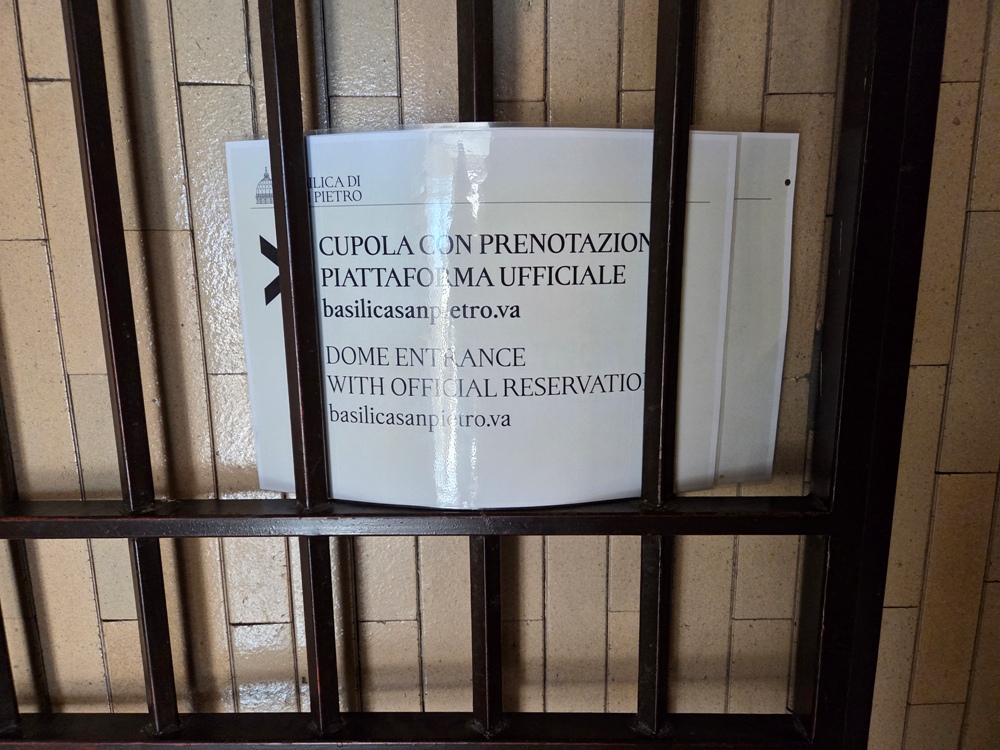 ILICA DI
PIETRO
CUPOLA CON PRENOTAZION
PIATTAFORMA UFFICIALE
basilicasanpietro.va
DOME ENTRANCE
WITH OFFICIAL RESERVATIO
basilicasanpietro.va